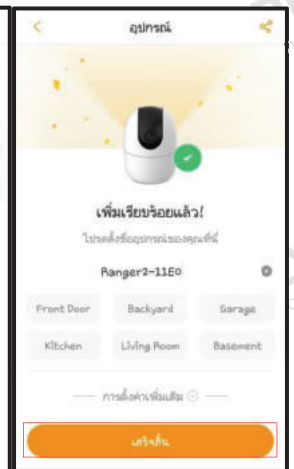 อุปกรณ์
เพิ่มเรียบร้อยแล้ว!
โปรดตั้งชื่ออุปกรณ์ของคุณที่นี่
Ranger2-11E0
Front Door Backyard Garage
Kitchen Living Room Basement
การตั้งค่าเพิ่มเติม
เสร็จสิ้น